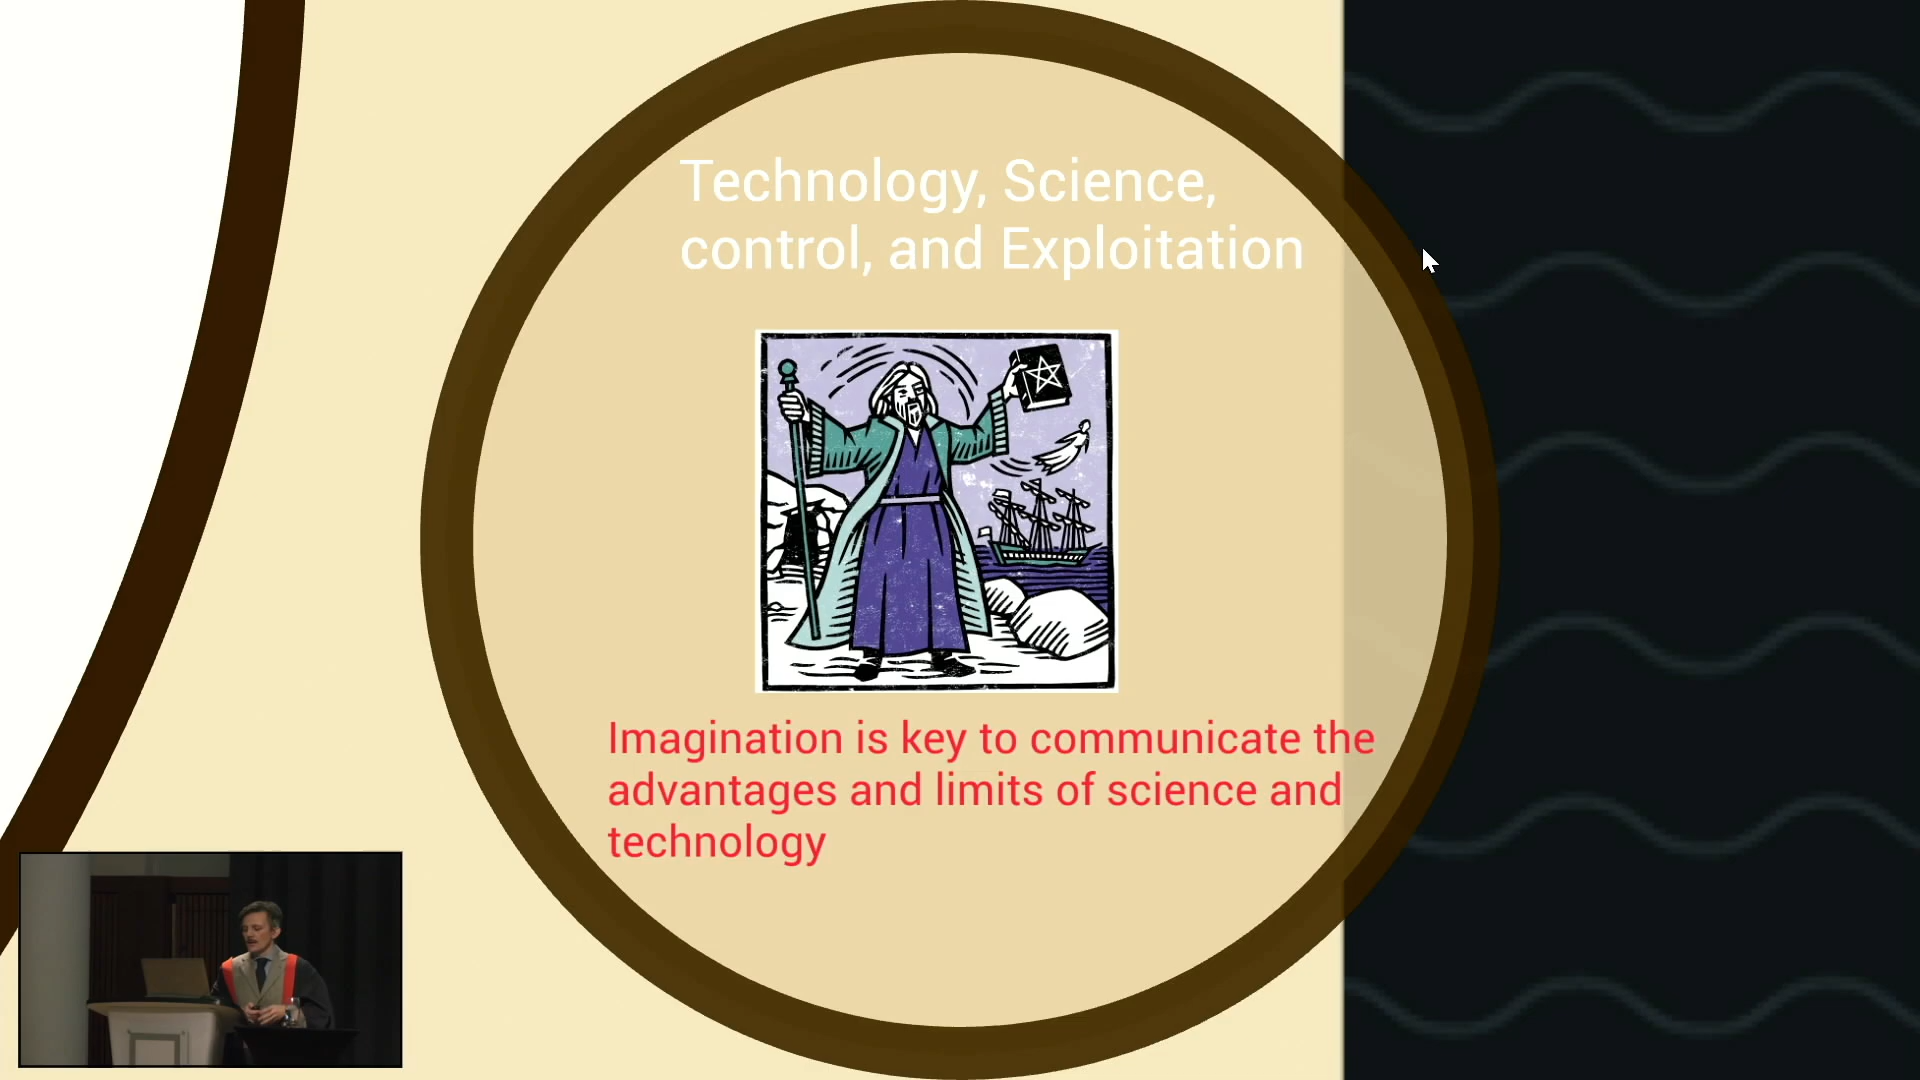 Technology, Science,
control, and Exploitation
Imagination is key to communicate the
advantages and limits of science and
technology